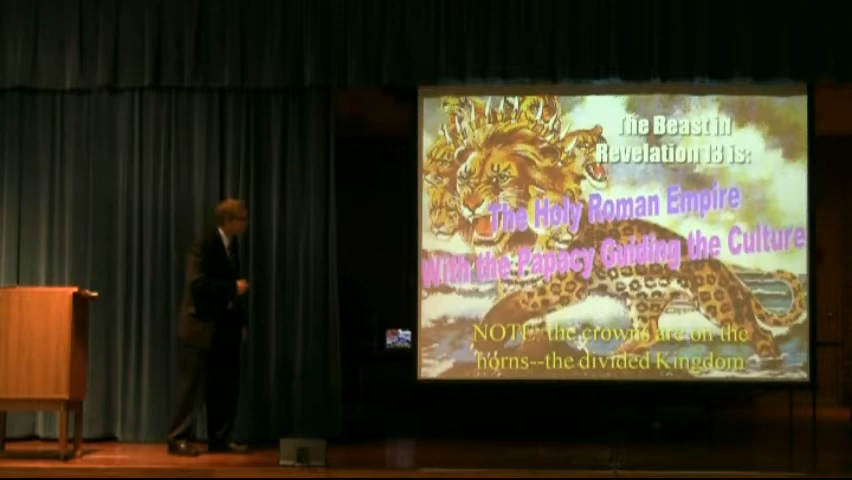 The Beast in
Revelation 13 is:
The Holy Roman Empire
With the Papacy Guiding the Culture
NOTE: the crowns are on the
horns--the divided Kingdom